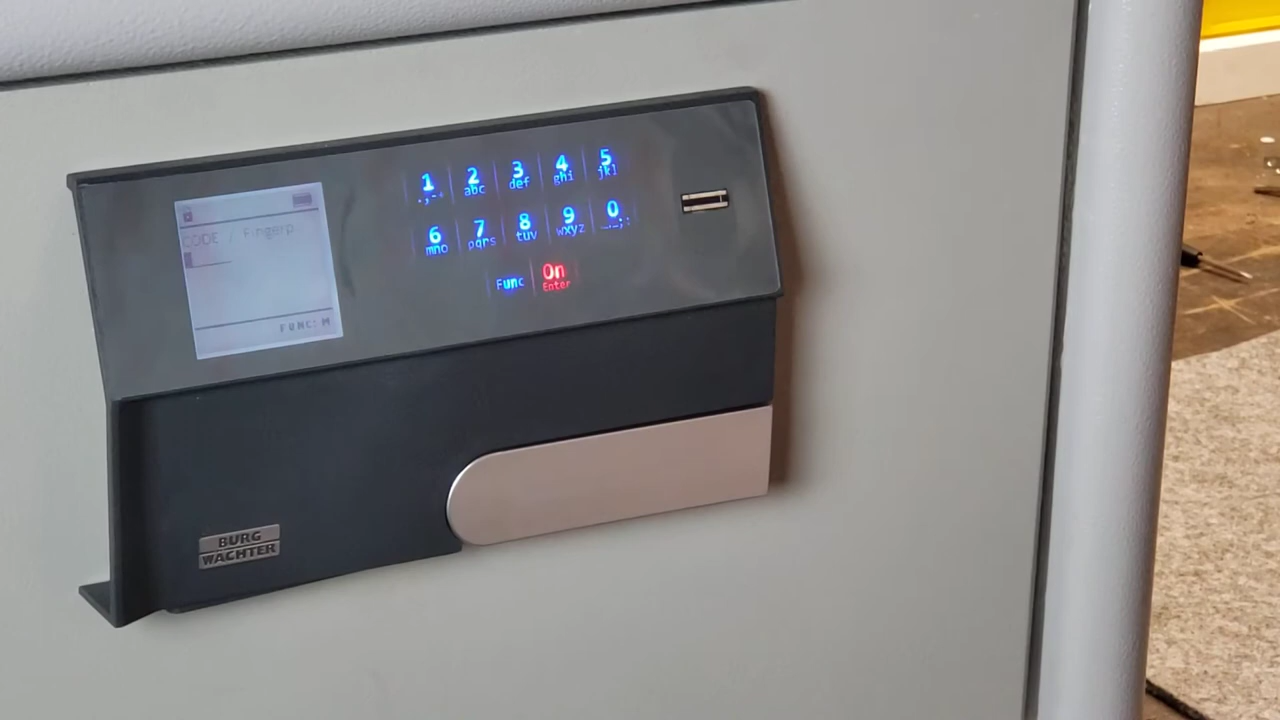 CODE / Fingerp
FUNC: M
1 2 3 4 5
.,- abc def ghi jkl
6 7 8 9 0
mno pqrs tuv wxyz
Func On
Enter
BURG
WÄCHTER